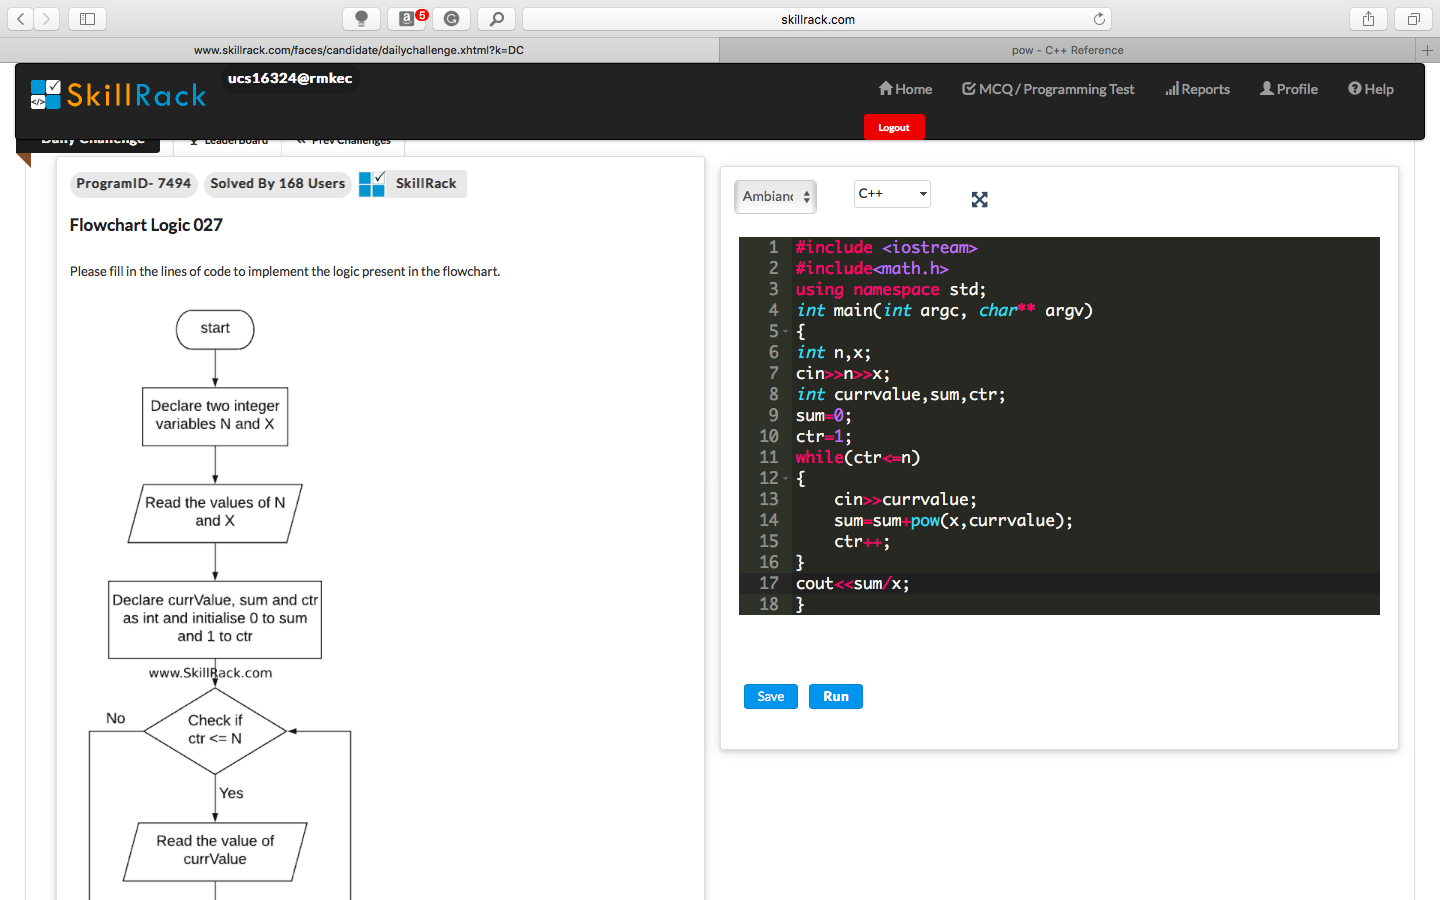 skillrack.com
5
www.skillrack.com/faces/candidate/dailychallenge.xhtml?k=DC
pow - C++ Reference
SkillRack
ucs16324@rmkec
Home
MCQ / Programming Test
Reports
Profile
Help
Logout
Daily Challenge
LeaderBoard
Prev Challenges
ProgramID- 7494
Solved By 168 Users
SkillRack
Flowchart Logic 027
Please fill in the lines of code to implement the logic present in the flowchart.
start
Declare two integer
variables N and X
Read the values of N
and X
Declare currValue, sum and ctr
as int and initialise 0 to sum
and 1 to ctr
www.SkillRack.com
No
Check if
ctr <= N
Yes
Read the value of
currValue
Ambianc
C++
1 #include <iostream>
2 #include<math.h>
3 using namespace std;
4 int main(int argc, char** argv)
5 {
6 int n,x;
7 cin>>n>>x;
8 int currvalue,sum,ctr;
9 sum=0;
10 ctr=1;
11 while(ctr<=n)
12 {
13     cin>>currvalue;
14     sum=sum+pow(x,currvalue);
15     ctr++;
16 }
17 cout<<sum/x;
18 }
Save
Run